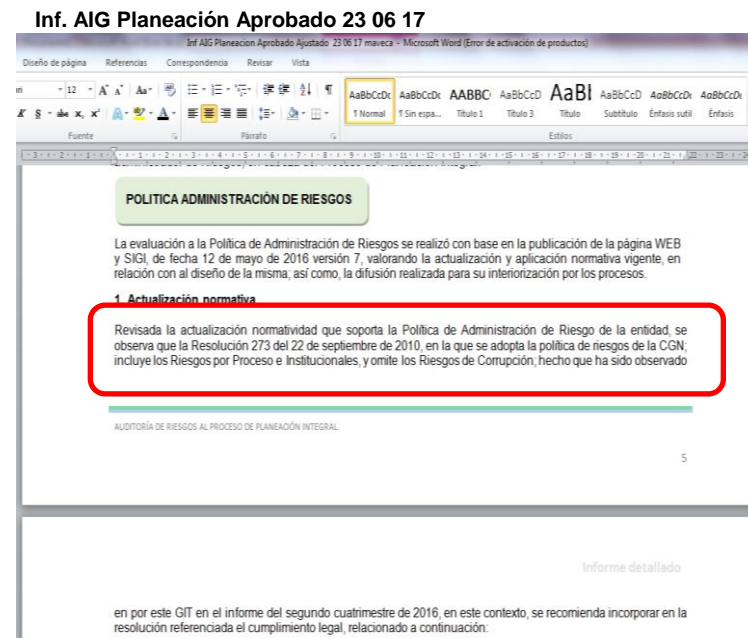 Inf. AIG Planeación Aprobado 23 06 17
Inf AIG Planeacion Aprobado Ajustado 23 06 17 maveca - Microsoft Word (Error de activación de productos)
Diseño de página Referencias Correspondencia Revisar Vista
12
AaBbCcDc AaBbCcDc AABBC AaBbCcD AaBl AaBbCcD AaBbCcDt AaBbCcDt
¶ Normal ¶ Sin espa... Título 1 Título 3 Título Subtítulo Énfasis sutil Énfasis
Fuente Párrafo Estilos
POLITICA ADMINISTRACIÓN DE RIESGOS
La evaluación a la Política de Administración de Riesgos se realizó con base en la publicación de la página WEB
y SIGI, de fecha 12 de mayo de 2016 versión 7, valorando la actualización y aplicación normativa vigente, en
relación con al diseño de la misma; así como, la difusión realizada para su interiorización por los procesos.
1. Actualización normativa
Revisada la actualización normatividad que soporta la Política de Administración de Riesgo de la entidad, se
observa que la Resolución 273 del 22 de septiembre de 2010, en la que se adopta la política de riesgos de la CGN;
incluye los Riesgos por Proceso e Institucionales, y omite los Riesgos de Corrupción; hecho que ha sido observado
AUDITORÍA DE RIESGOS AL PROCESO DE PLANEACIÓN INTEGRAL
5
Informe detallado
en por este GIT en el informe del segundo cuatrimestre de 2016, en este contexto, se recomienda incorporar en la
resolución referenciada el cumplimiento legal, relacionado a continuación: